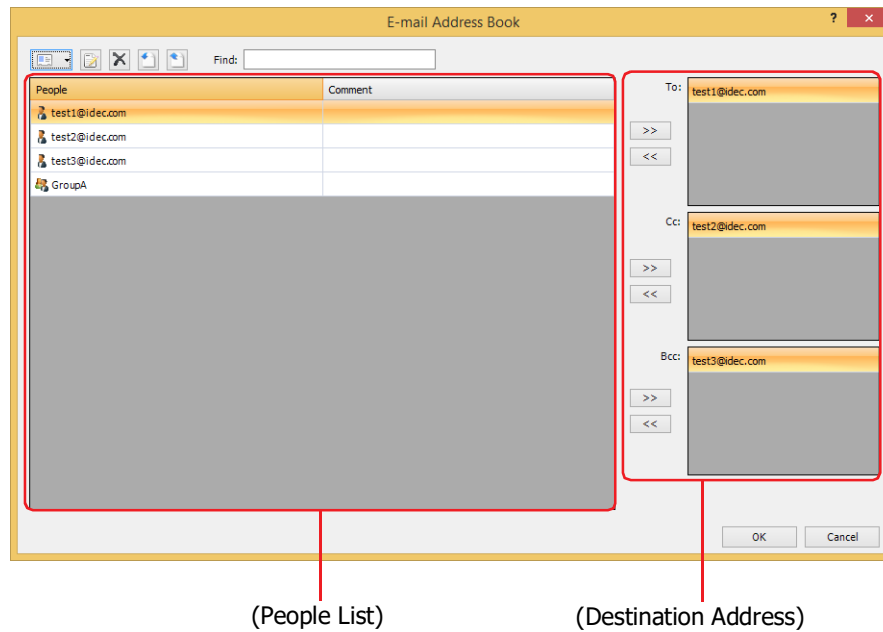 E-mail Address Book
?
×
Find:
People Comment
test1@idec.com
test2@idec.com
test3@idec.com
GroupA
To: test1@idec.com
>>
<<
Cc: test2@idec.com
>>
<<
Bcc: test3@idec.com
>>
<<
OK Cancel
(People List) (Destination Address)